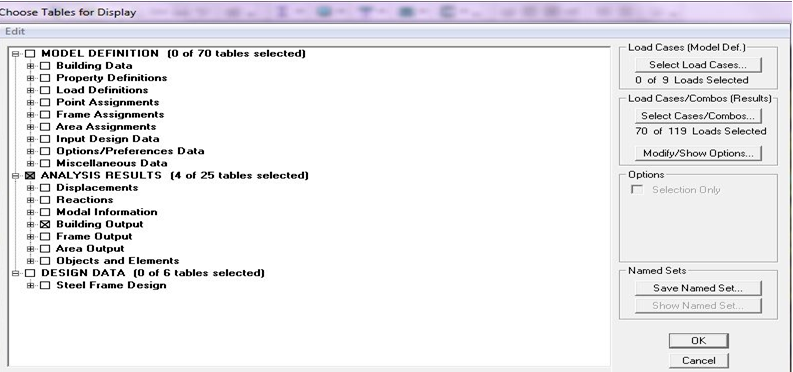 Choose Tables for Display
Edit
MODEL DEFINITION (0 of 70 tables selected)
Building Data
Property Definitions
Load Definitions
Point Assignments
Frame Assignments
Area Assignments
Input Design Data
Options/Preferences Data
Miscellaneous Data
ANALYSIS RESULTS (4 of 25 tables selected)
Displacements
Reactions
Modal Information
Building Output
Frame Output
Area Output
Objects and Elements
DESIGN DATA (0 of 6 tables selected)
Steel Frame Design
Load Cases (Model Def.)
Select Load Cases...
0 of 9 Loads Selected
Load Cases/Combos (Results)
Select Cases/Combos...
70 of 119 Loads Selected
Modify/Show Options...
Options
Selection Only
Named Sets
Save Named Set...
Show Named Set...
OK
Cancel